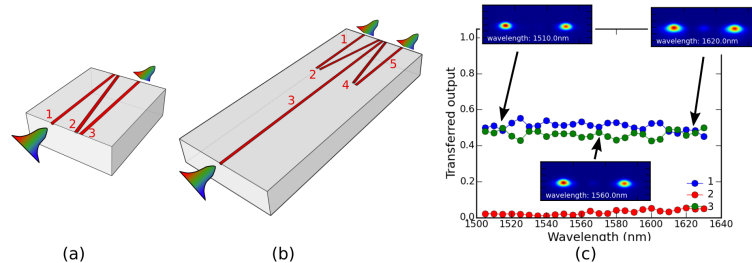 1
2
3
(a)
1
2
3
4
5
(b)
wavelength: 1510.0nm
wavelength: 1620.0nm
wavelength: 1560.0nm
Transferred output
1.0
0.8
0.6
0.4
0.2
0.0
1500 1520 1540 1560 1580 1600 1620 1640
Wavelength (nm)
1
2
3
(c)